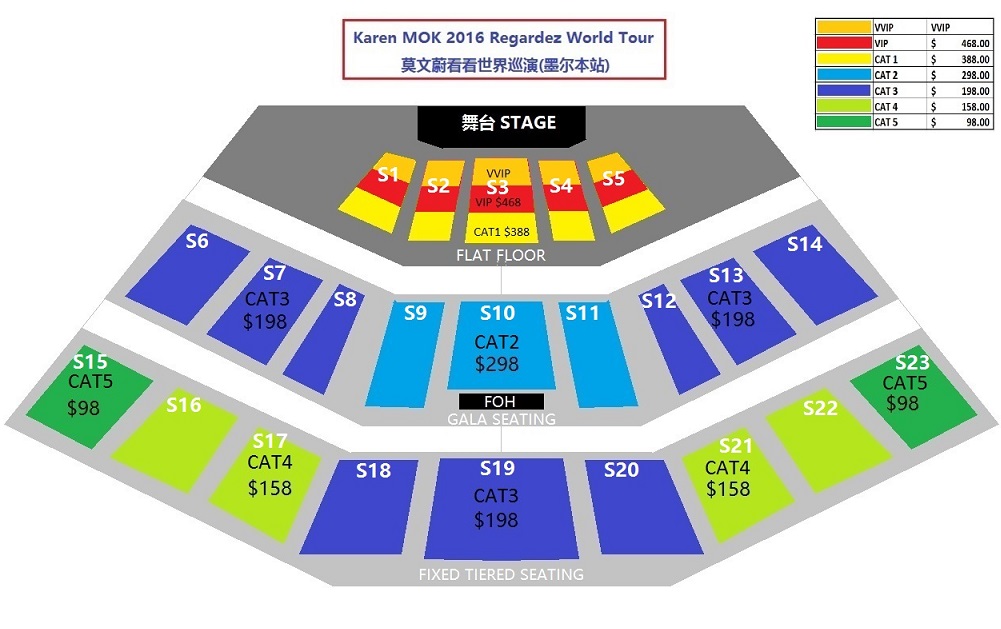 Karen MOK 2016 Regardez World Tour
莫文蔚看看世界巡演(墨尔本站)
VVIP VVIP
VIP $ 468.00
CAT 1 $ 388.00
CAT 2 $ 298.00
CAT 3 $ 198.00
CAT 4 $ 158.00
CAT 5 $ 98.00
舞台 STAGE
S1
S2
VVIP
S3
VIP $468
CAT1 $388
S4
S5
FLAT FLOOR
S6
S7
CAT3
$198
S8
S9
S10
CAT2
$298
S11
S12
S13
CAT3
$198
S14
FOH
GALA SEATING
S15
CAT5
$98
S16
S17
CAT4
$158
S18
S19
CAT3
$198
S20
S21
CAT4
$158
S22
S23
CAT5
$98
FIXED TIERED SEATING